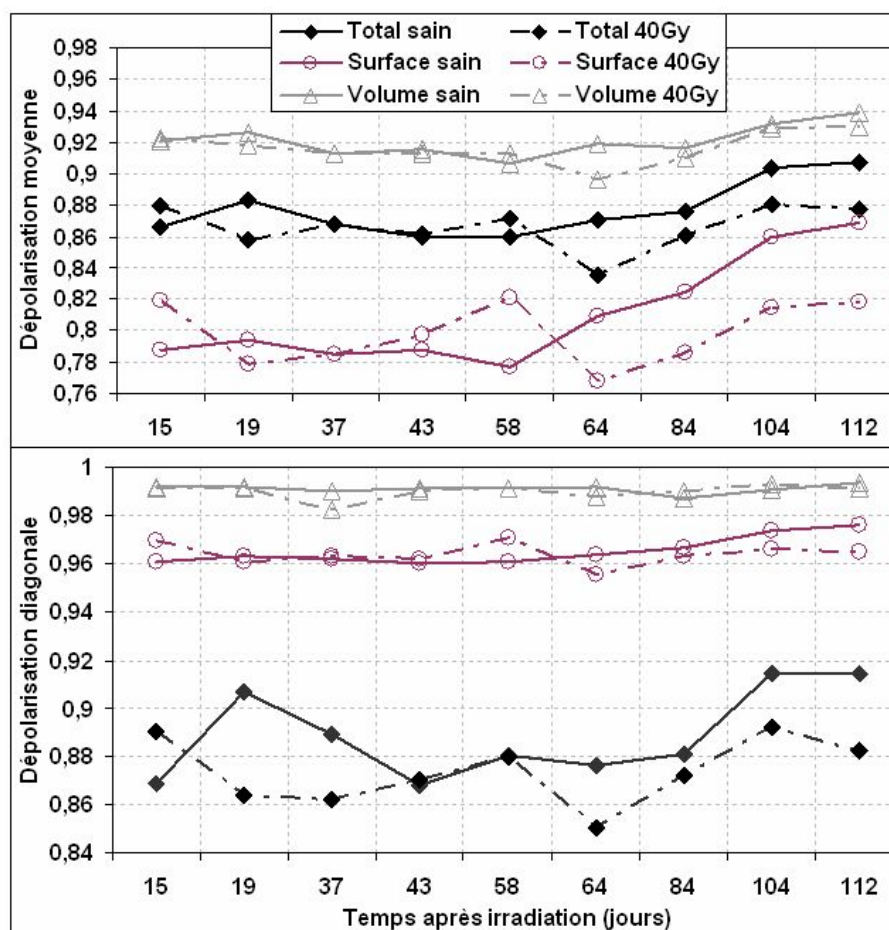 Total sain
Total 40Gy
Surface sain
Surface 40Gy
Volume sain
Volume 40Gy
Dépolarisation moyenne
0,98
0,96
0,94
0,92
0,9
0,88
0,86
0,84
0,82
0,8
0,78
0,76
15 19 37 43 58 64 84 104 112
Dépolarisation diagonale
1
0,98
0,96
0,94
0,92
0,9
0,88
0,86
0,84
15 19 37 43 58 64 84 104 112
Temps après irradiation (jours)